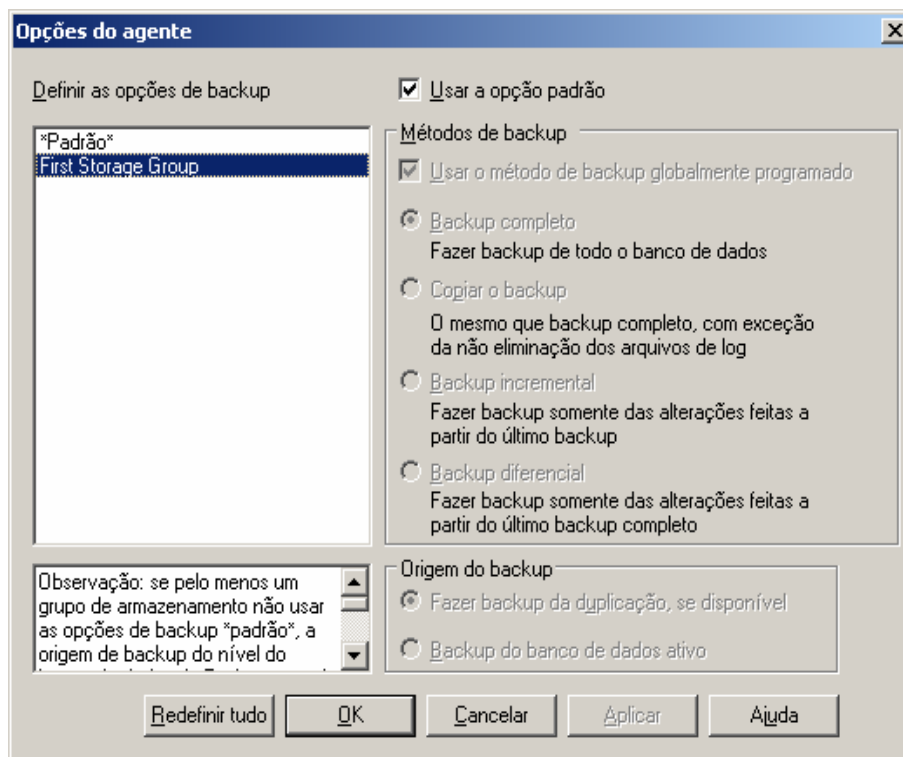 Opções do agente
Definir as opções de backup
Usar a opção padrão
*Padrão*
First Storage Group
Métodos de backup
Usar o método de backup globalmente programado
Backup completo
Fazer backup de todo o banco de dados
Copiar o backup
O mesmo que backup completo, com exceção
da não eliminação dos arquivos de log
Backup incremental
Fazer backup somente das alterações feitas a
partir do último backup
Backup diferencial
Fazer backup somente das alterações feitas a
partir do último backup completo
Observação: se pelo menos um
grupo de armazenamento não usar
as opções de backup *padrão*, a
origem de backup do nível do
Origem do backup
Fazer backup da duplicação, se disponível
Backup do banco de dados ativo
Redefinir tudo
OK
Cancelar
Aplicar
Ajuda